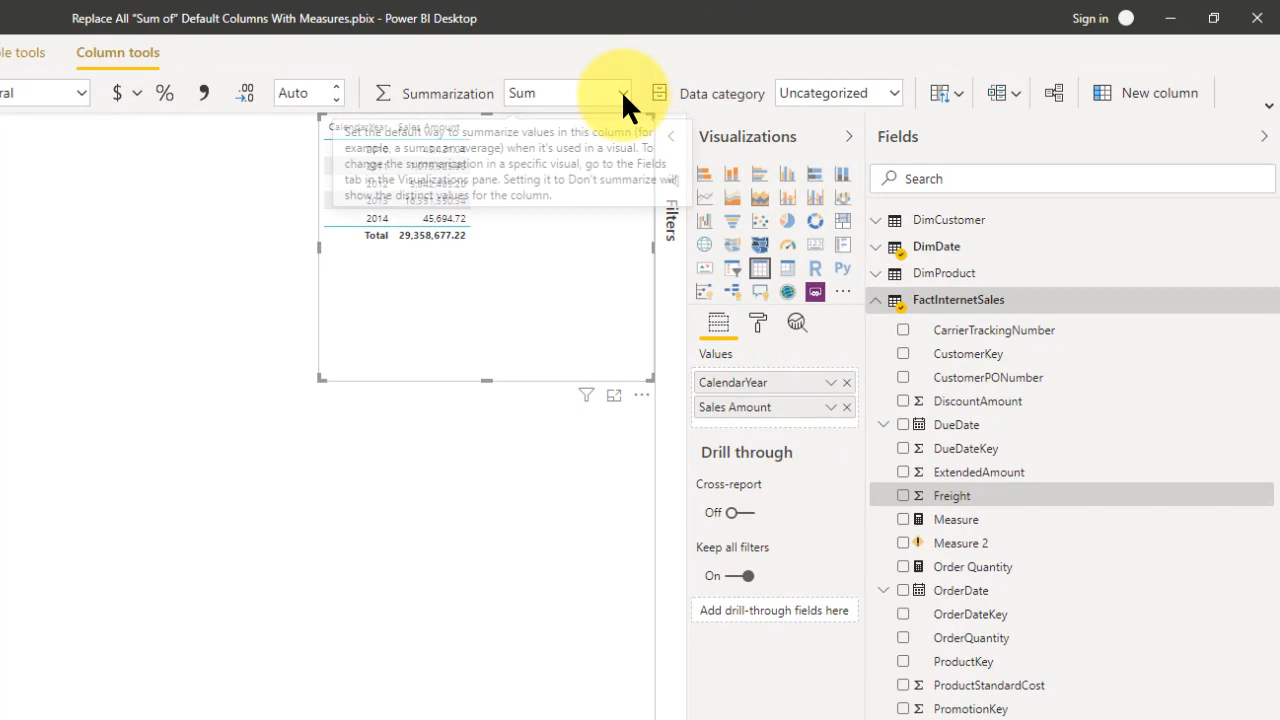 Replace All "Sum of" Default Columns With Measures.pbix - Power BI Desktop
Sign in
le tools
Column tools
ral
$
%
Auto
Summarization
Sum
Data category
Uncategorized
New column
CalendarYear Sales Amount
Set the default way to summarize values in this column (for
example, a sum or average) when it's used in a visual. To
change the summarization in a specific visual, go to the Fields
tab in the Visualizations pane. Setting it to Don't summarize will
show the distinct values for the column.
2014 45,694.72
Total 29,358,677.22
Filters
Visualizations
R
Py
Values
CalendarYear
Sales Amount
Drill through
Cross-report
Off
Keep all filters
On
Add drill-through fields here
Fields
Search
DimCustomer
DimDate
DimProduct
FactInternetSales
CarrierTrackingNumber
CustomerKey
CustomerPONumber
DiscountAmount
DueDate
DueDateKey
ExtendedAmount
Freight
Measure
Measure 2
Order Quantity
OrderDate
OrderDateKey
OrderQuantity
ProductKey
ProductStandardCost
PromotionKey